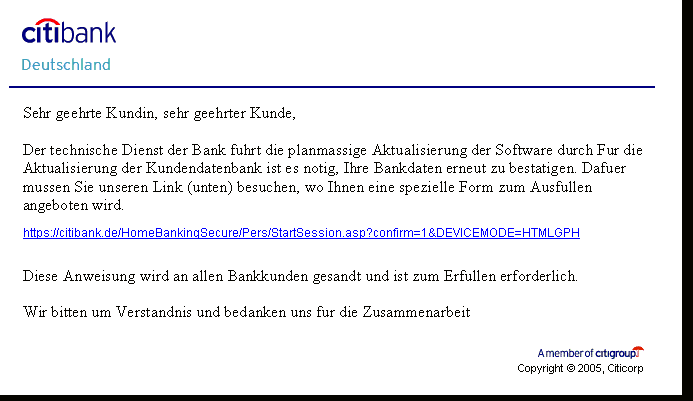 citibank
Deutschland
Sehr geehrte Kundin, sehr geehrter Kunde,
Der technische Dienst der Bank fuhrt die planmassige Aktualisierung der Software durch Fur die
Aktualisierung der Kundendatenbank ist es notig, Ihre Bankdaten erneut zu bestatigen. Dafuer
mussen Sie unseren Link (unten) besuchen, wo Ihnen eine spezielle Form zum Ausfullen
angeboten wird.
https://citibank.de/HomeBankingSecure/Pers/StartSession.asp?confirm=1&DEVICEMODE=HTMLGPH
Diese Anweisung wird an allen Bankkunden gesandt und ist zum Erfullen erforderlich.
Wir bitten um Verstandnis und bedanken uns fur die Zusammenarbeit
A member of citigroup
Copyright © 2005, Citicorp